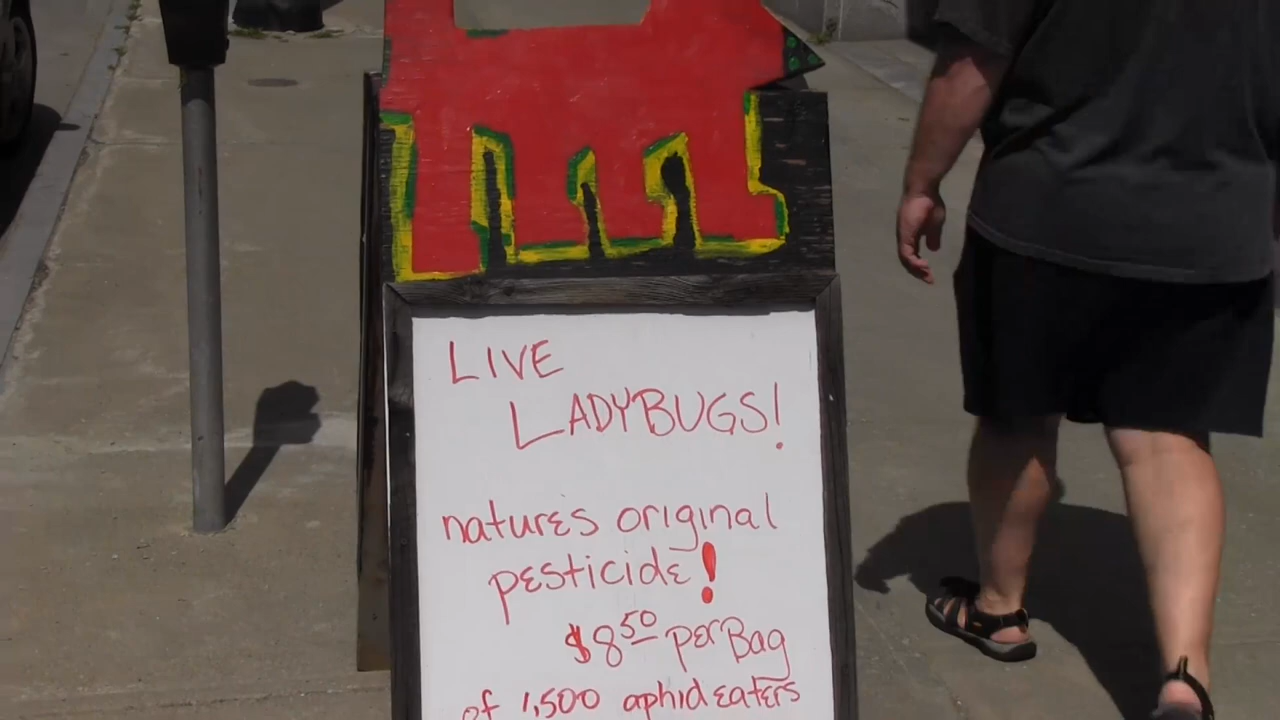 LIVE
LADYBUGS!
natures original
pesticide!
$8.50 per Bag
of 1,500 aphid eaters